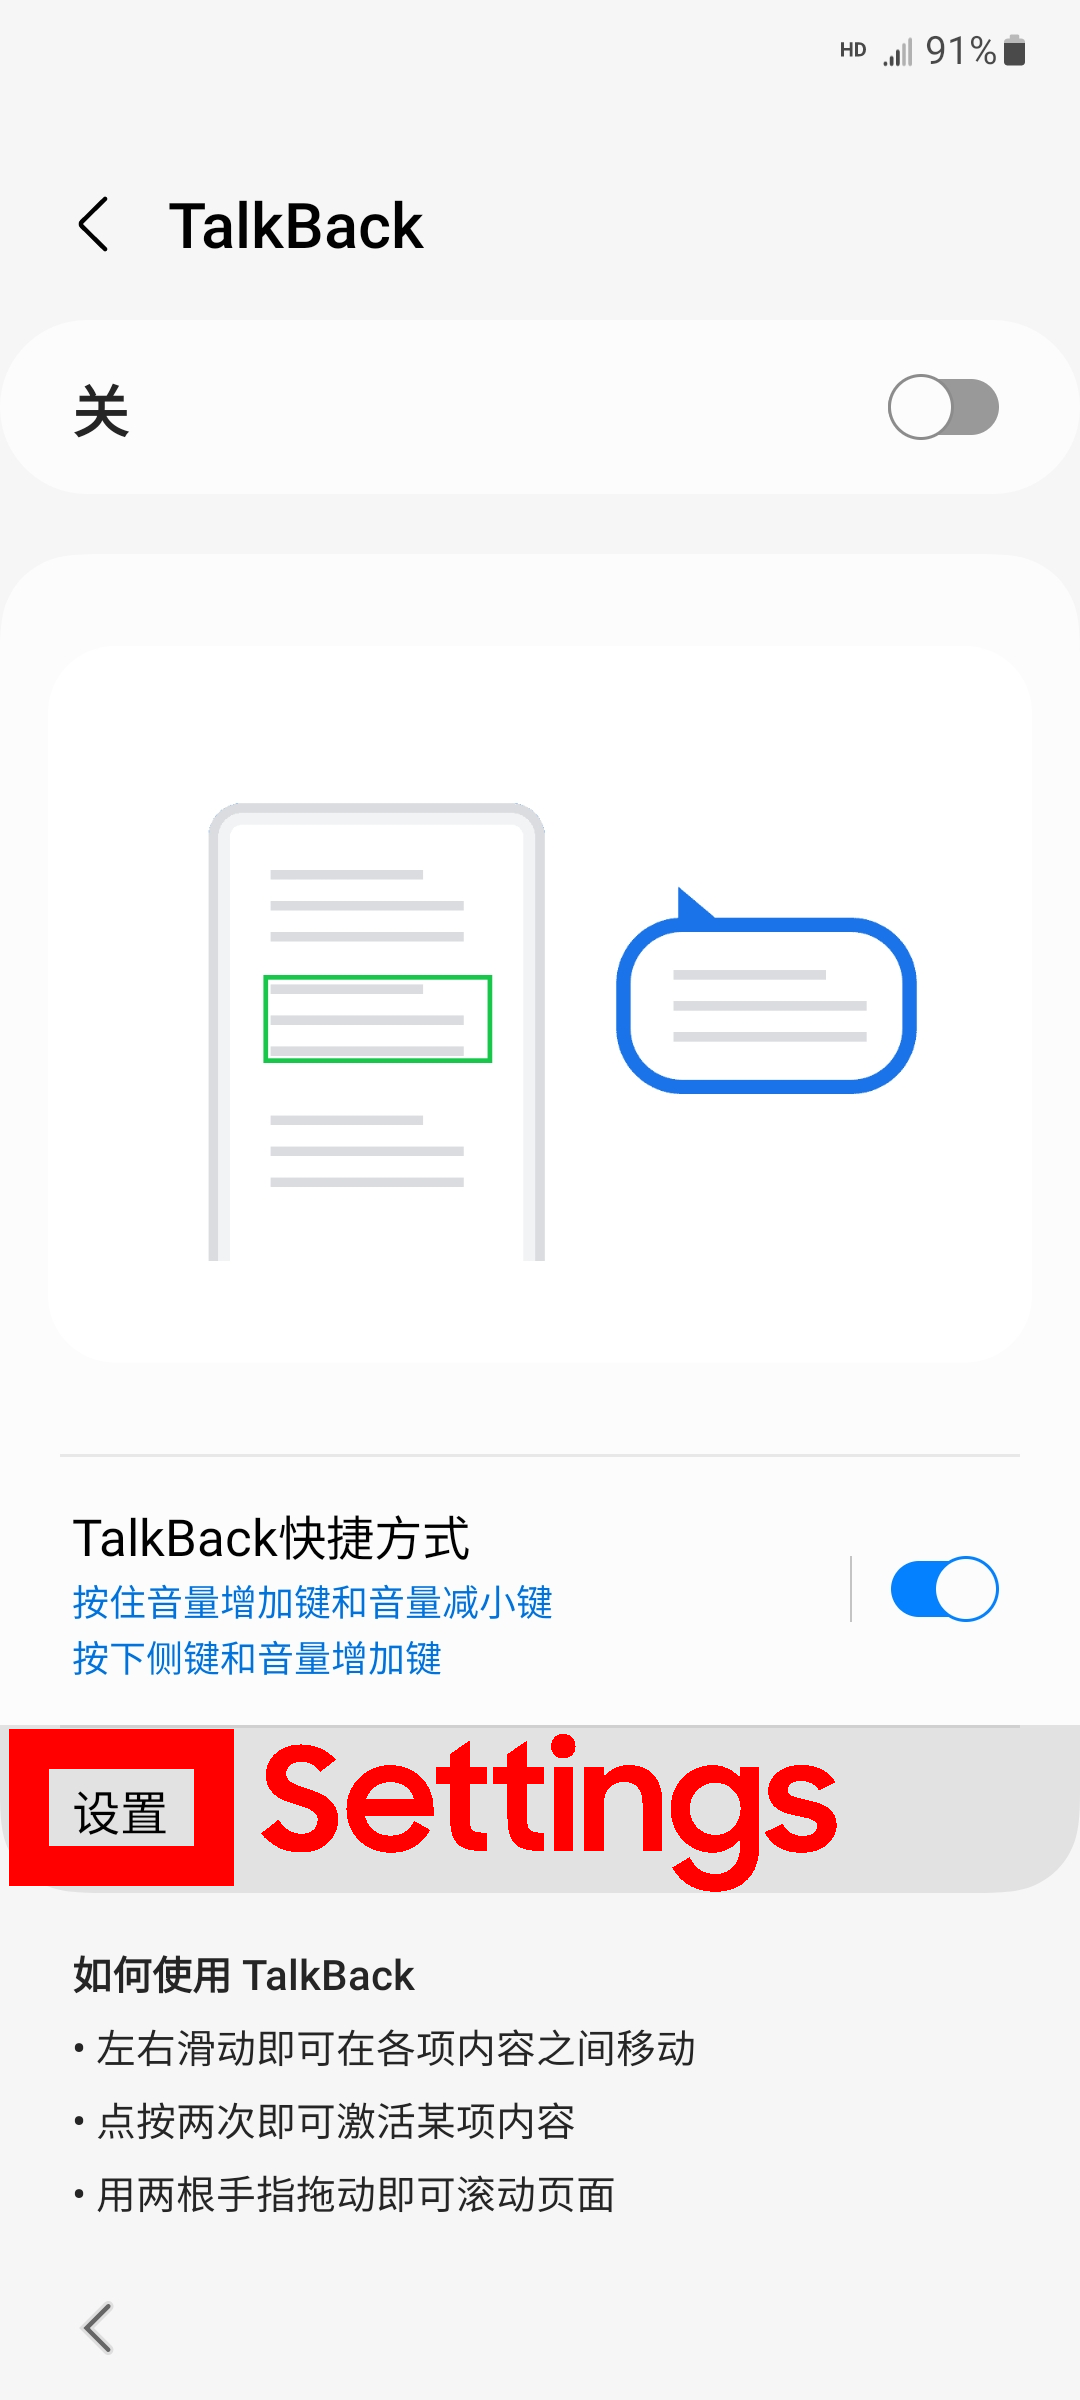 HD 91%
TalkBack
关
TalkBack快捷方式
按住音量增加键和音量减小键
按下侧键和音量增加键
设置 Settings
如何使用 TalkBack
• 左右滑动即可在各项内容之间移动
• 点按两次即可激活某项内容
• 用两根手指拖动即可滚动页面